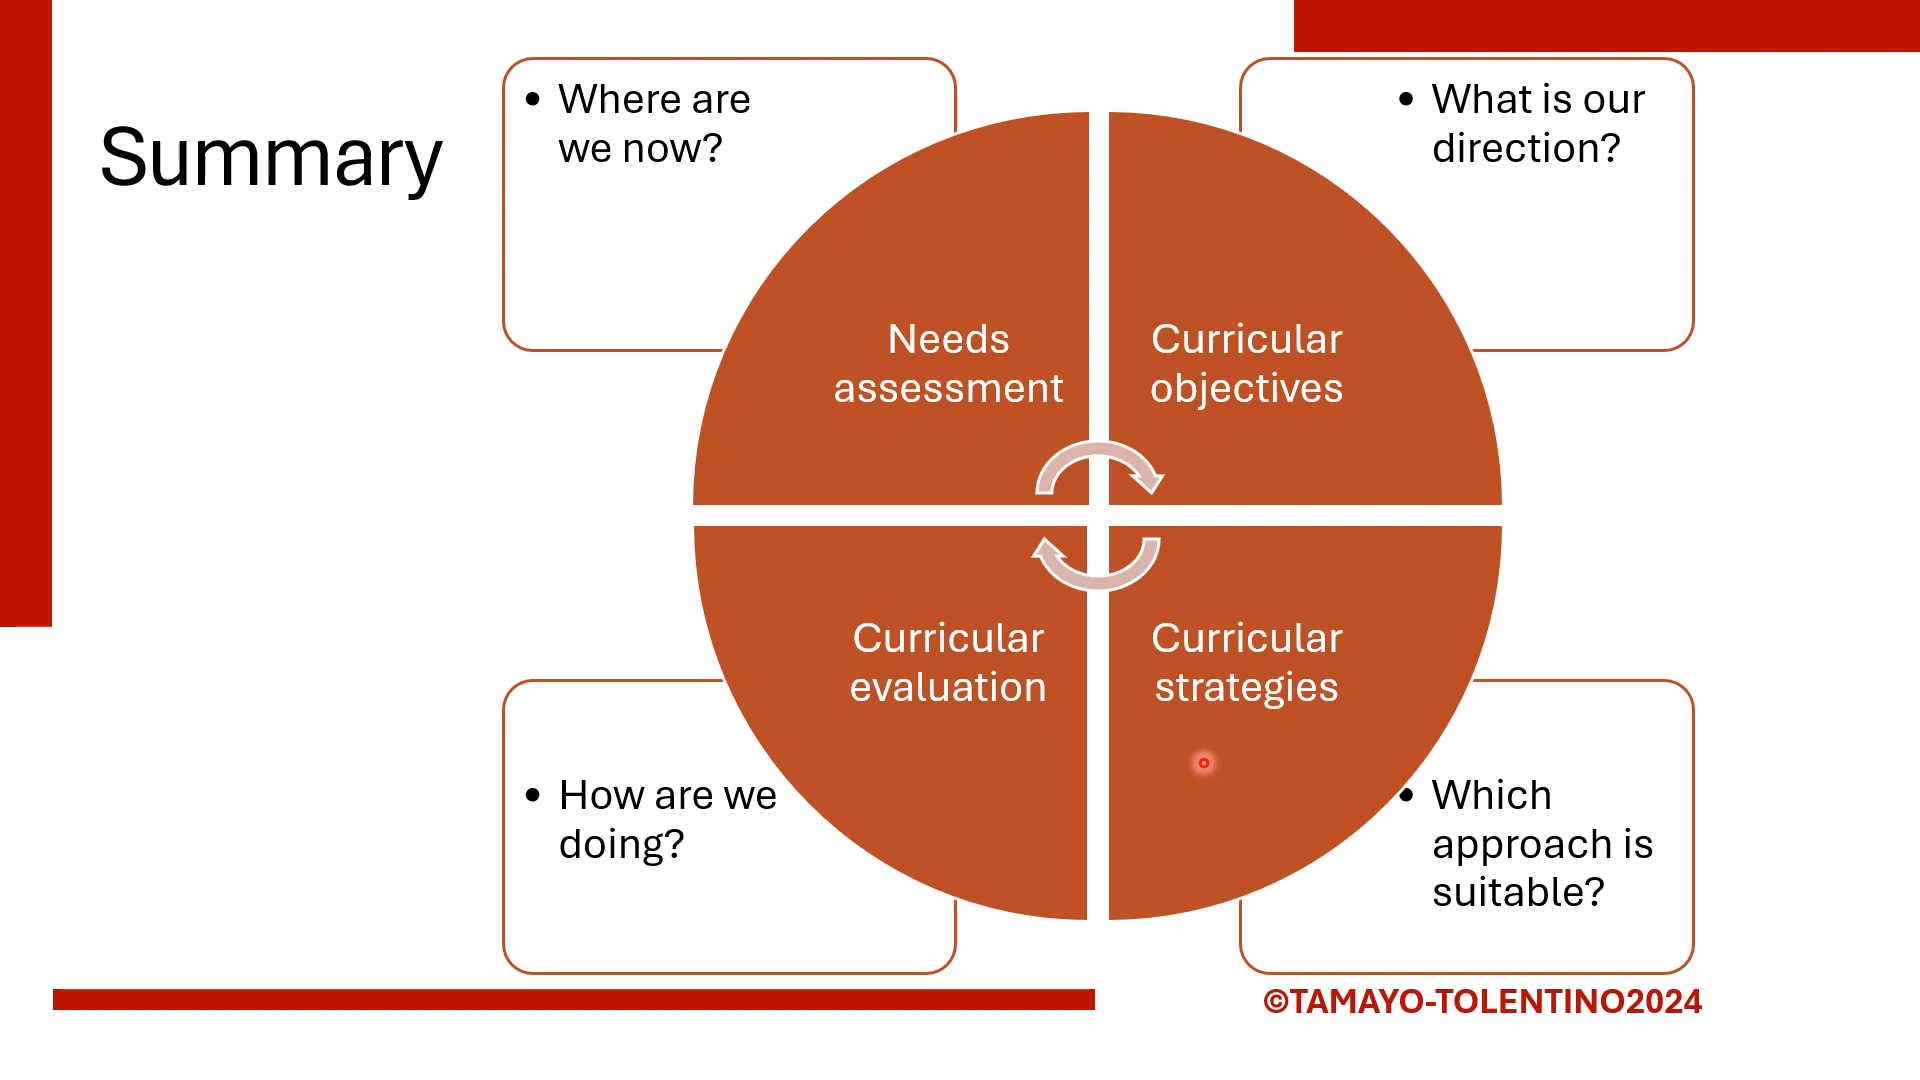 Summary
• Where are
we now?
• What is our
direction?
Needs
assessment
Curricular
objectives
Curricular
evaluation
Curricular
strategies
• How are we
doing?
• Which
approach is
suitable?
©TAMAYO-TOLENTINO2024